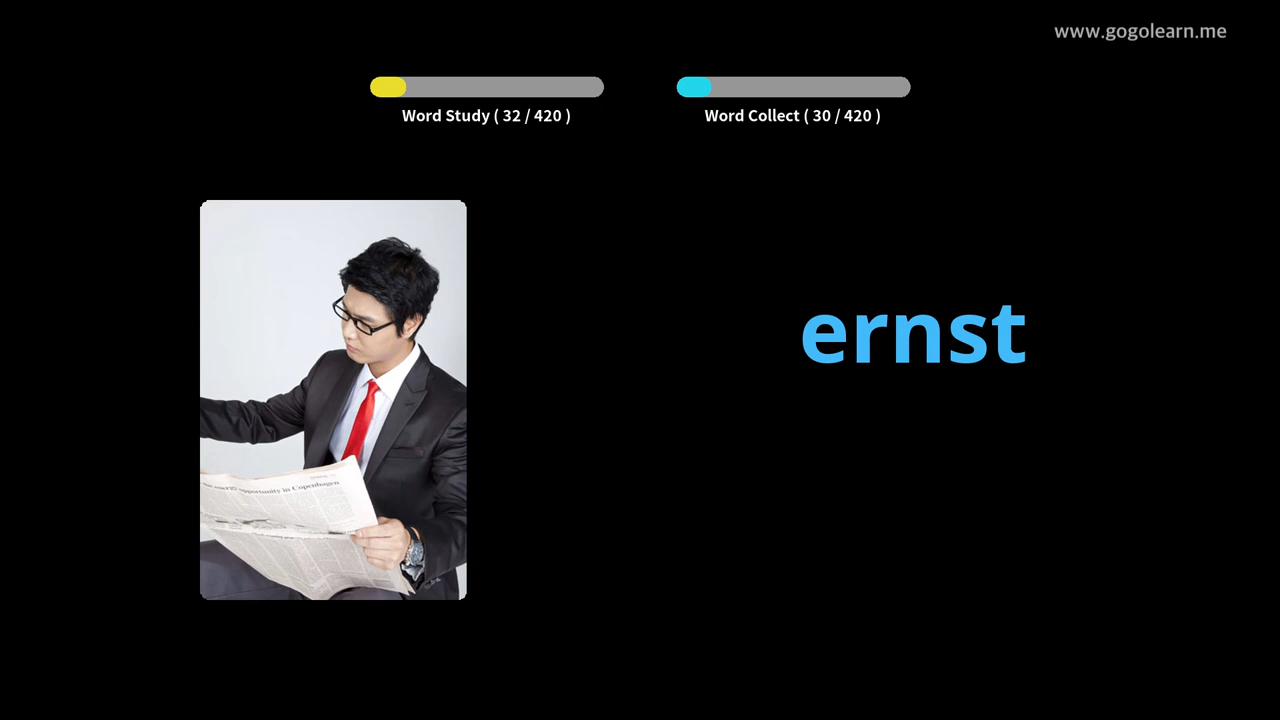 www.gogolearn.me
Word Study ( 32 / 420 )
Word Collect ( 30 / 420 )
ernst
opportunity in Copenhagen